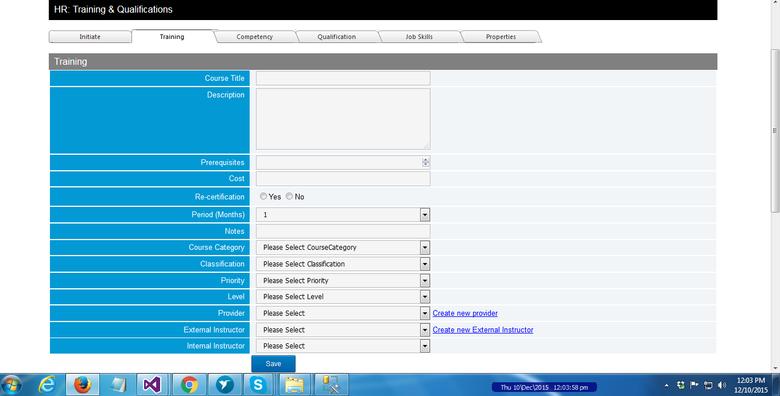 HR: Training & Qualifications
Initiate Training Competency Qualification Job Skills Properties
Training
Course Title
Description
Prerequisites
Cost
Re-certification Yes No
Period (Months) 1
Notes
Course Category Please Select CourseCategory
Classification Please Select Classification
Priority Please Select Priority
Level Please Select Level
Provider Please Select Create new provider
External Instructor Please Select Create new External Instructor
Internal Instructor Please Select
Save
Thu 10\Dec\2015 12:03:58 pm
12:03 PM
12/10/2015